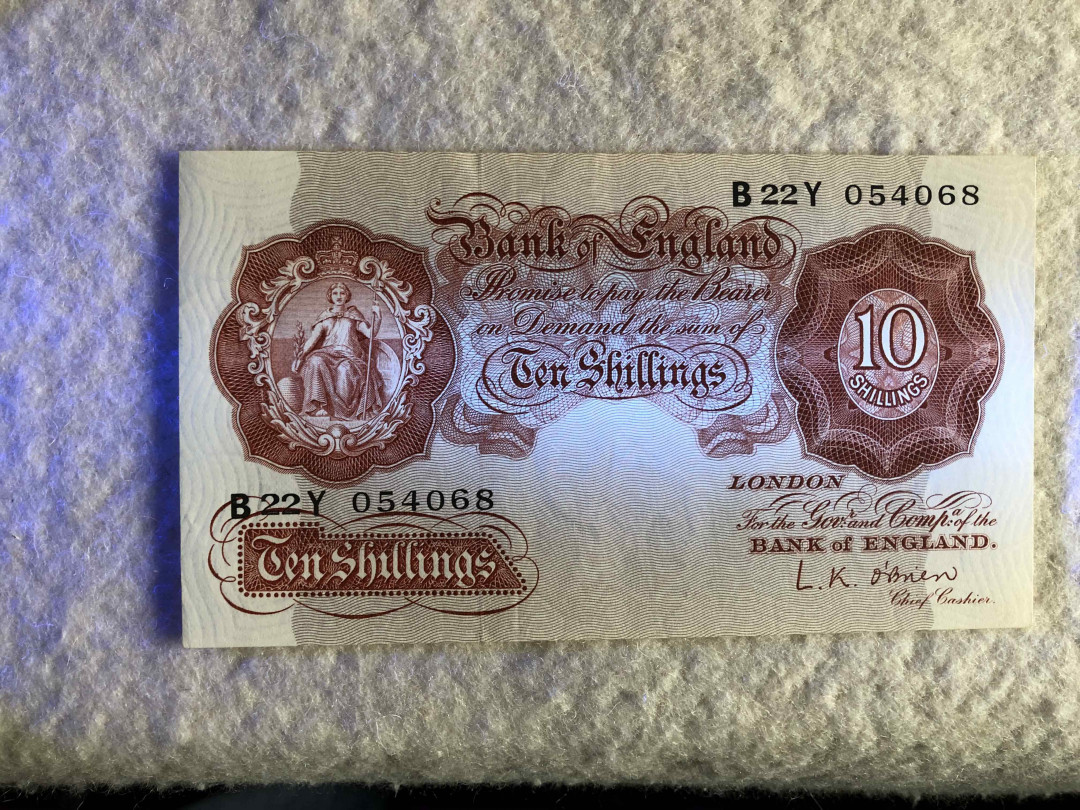 B22Y 054068
Bank of England
Promise to pay the Bearer
on Demand the sum of
Ten Shillings
10
SHILLINGS
B22Y 054068
Ten Shillings
LONDON
For the Govr. and Compa. of the
BANK of ENGLAND.
L. K. O'Brien
Chief Cashier.